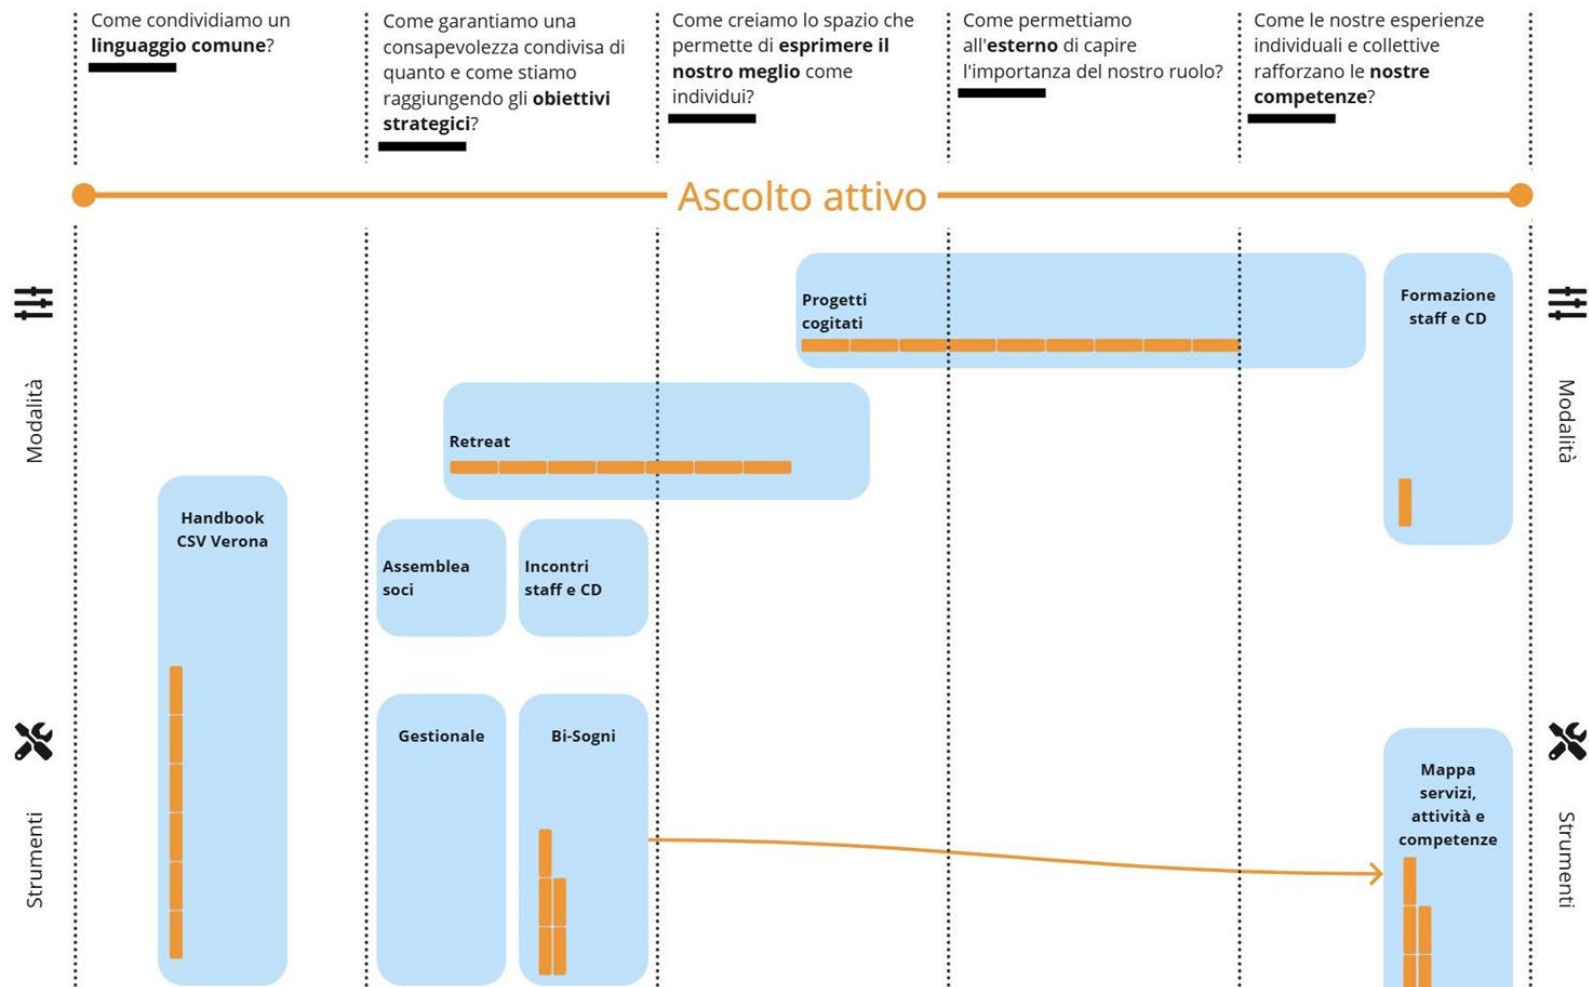 Come condividiamo un
linguaggio comune?
Come garantiamo una
consapevolezza condivisa di
quanto e come stiamo
raggiungendo gli obiettivi
strategici?
Come creiamo lo spazio che
permette di esprimere il
nostro meglio come
individui?
Come permettiamo
all'esterno di capire
l'importanza del nostro ruolo?
Come le nostre esperienze
individuali e collettive
rafforzano le nostre
competenze?
Ascolto attivo
Modalità
Progetti
cogitati
Formazione
staff e CD
Modalità
Retreat
Handbook
CSV Verona
Assemblea
soci
Incontri
staff e CD
Strumenti
Gestionale
Bi-Sogni
Mappa
servizi,
attività e
competenze
Strumenti